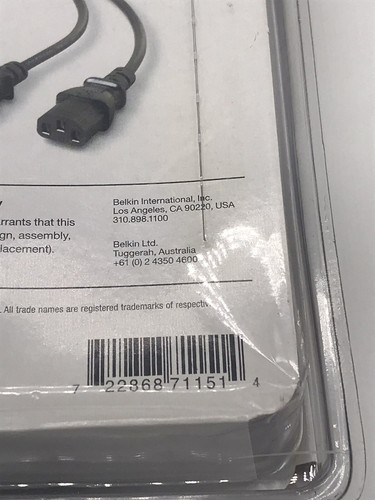 y
rrants that this
gn, assembly,
lacement).
Belkin International, Inc.
Los Angeles, CA 90220, USA
310.898.1100
Belkin Ltd.
Tuggerah, Australia
+61 (0) 2 4350 4600
. All trade names are registered trademarks of respectiv
7 22868 71151 4